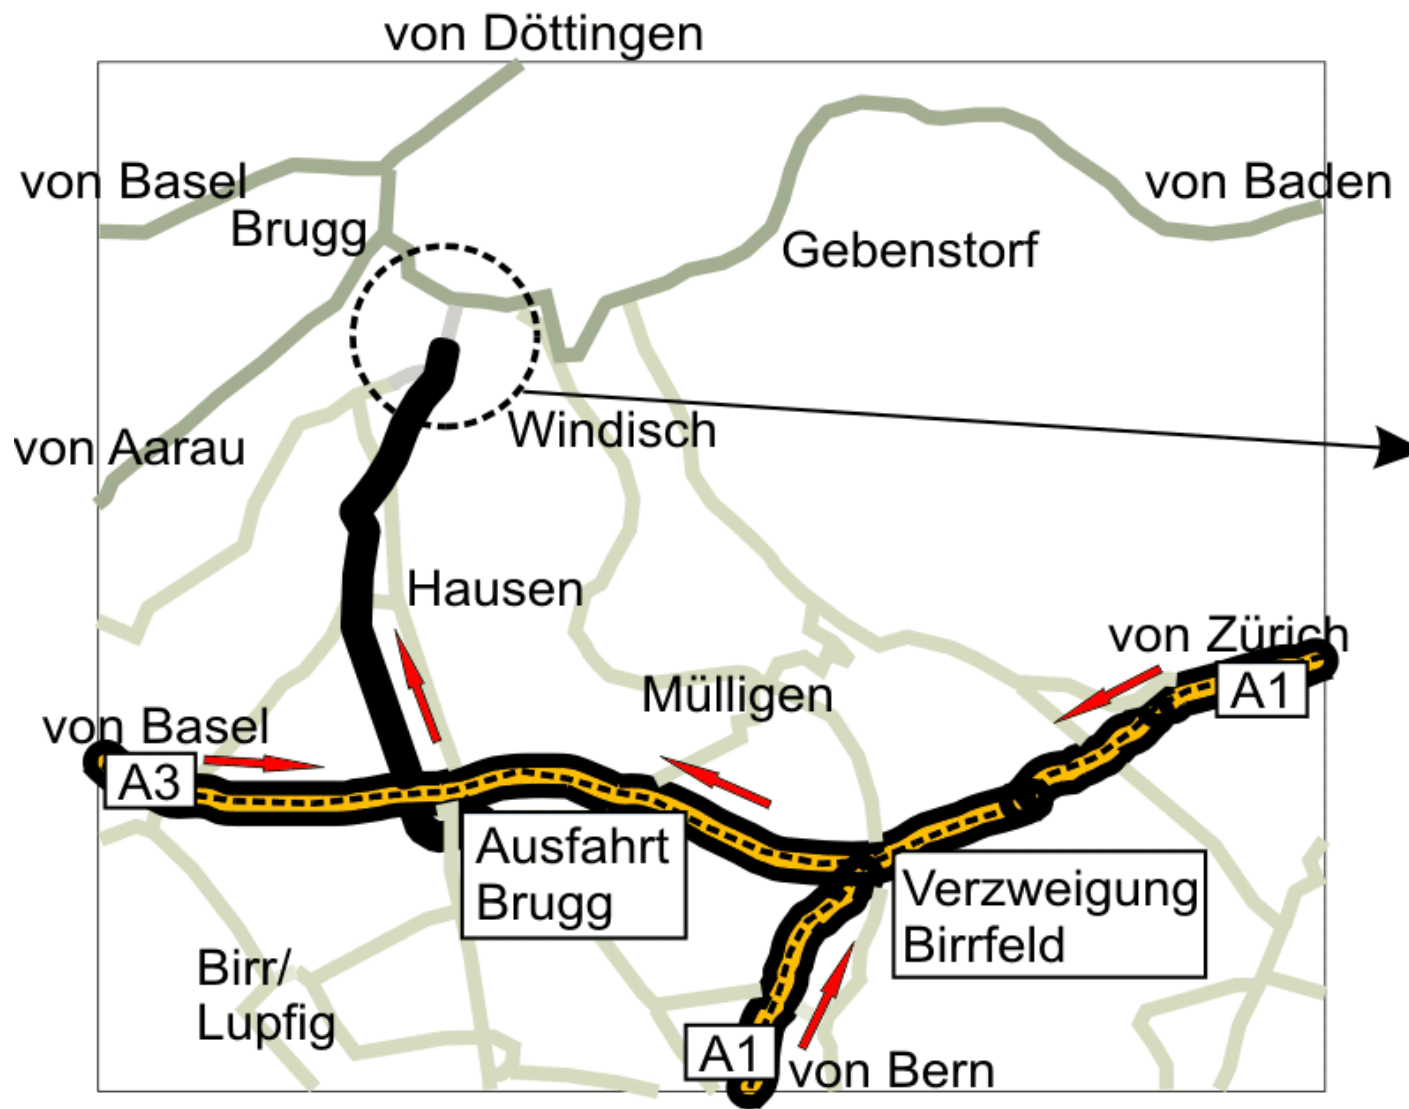 von Döttingen
von Basel
von Baden
Brugg
Gebenstorf
von Aarau
Windisch
Hausen
von Zürich
A1
Mülligen
von Basel
A3
Ausfahrt
Brugg
Verzweigung
Birrfeld
Birr/
Lupfig
A1
von Bern